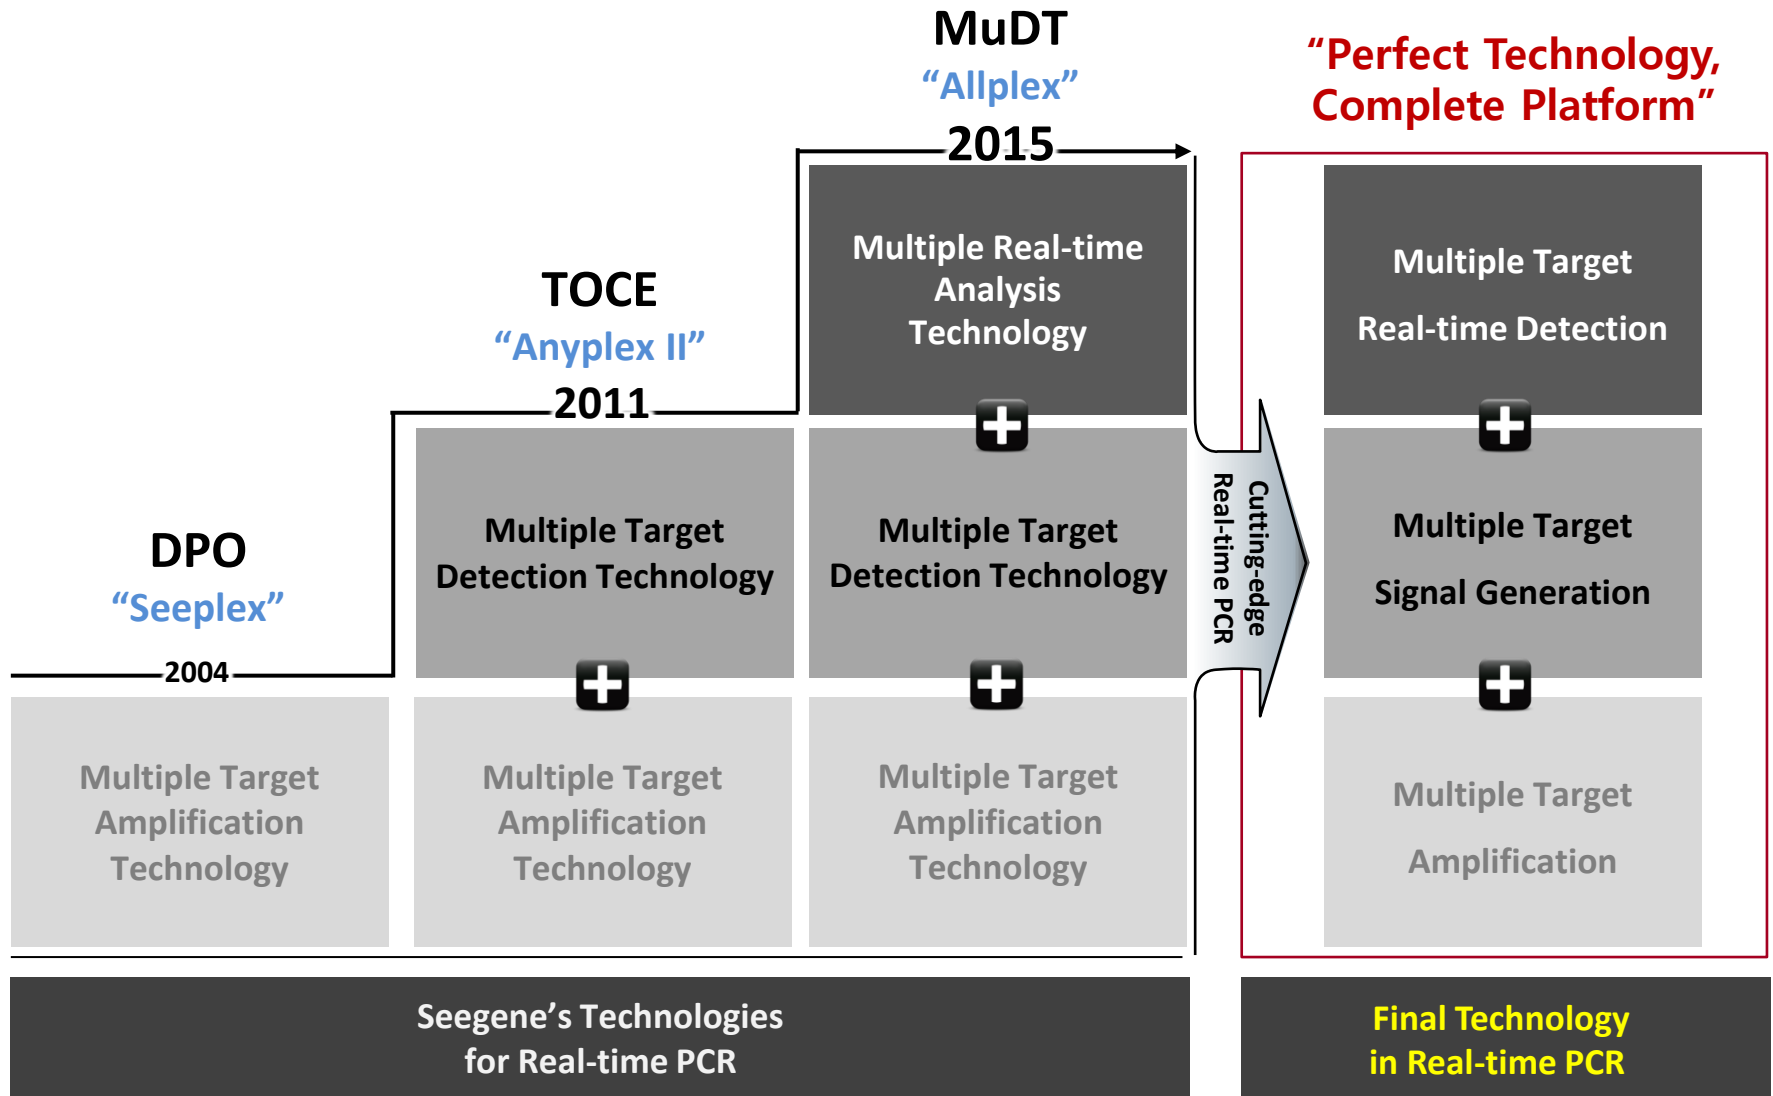 MuDT
“Allplex”
2015
“Perfect Technology,
Complete Platform”
TOCE
“Anyplex II”
2011
DPO
“Seeplex”
2004
Multiple Real-time
Analysis
Technology
Multiple Target
Real-time Detection
Multiple Target
Detection Technology
Multiple Target
Detection Technology
Cutting-edge
Real-time PCR
Multiple Target
Signal Generation
Multiple Target
Amplification
Technology
Multiple Target
Amplification
Technology
Multiple Target
Amplification
Technology
Multiple Target
Amplification
Seegene’s Technologies
for Real-time PCR
Final Technology
in Real-time PCR